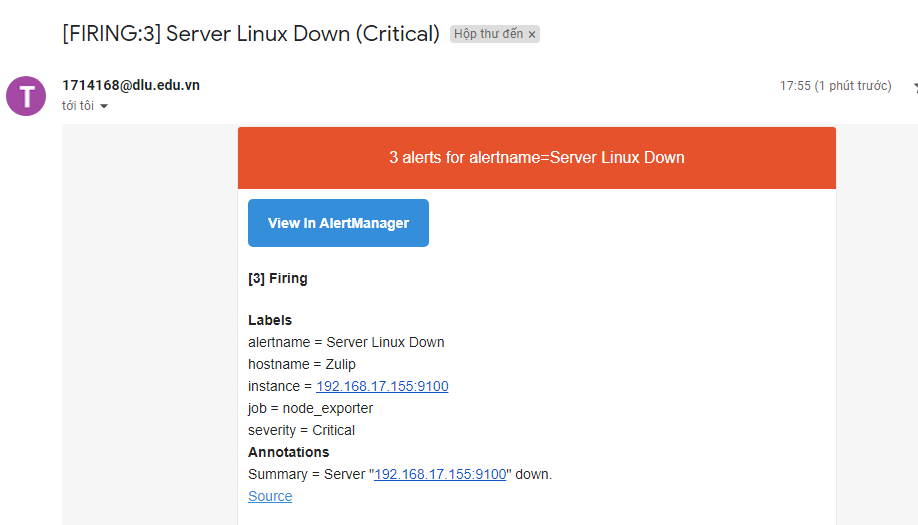 [FIRING:3] Server Linux Down (Critical) Hộp thư đến ×
T
1714168@dlu.edu.vn
17:55 (1 phút trước)
tới tôi
3 alerts for alertname=Server Linux Down
View In AlertManager
[3] Firing
Labels
alertname = Server Linux Down
hostname = Zulip
instance = 192.168.17.155:9100
job = node_exporter
severity = Critical
Annotations
Summary = Server "192.168.17.155:9100" down.
Source